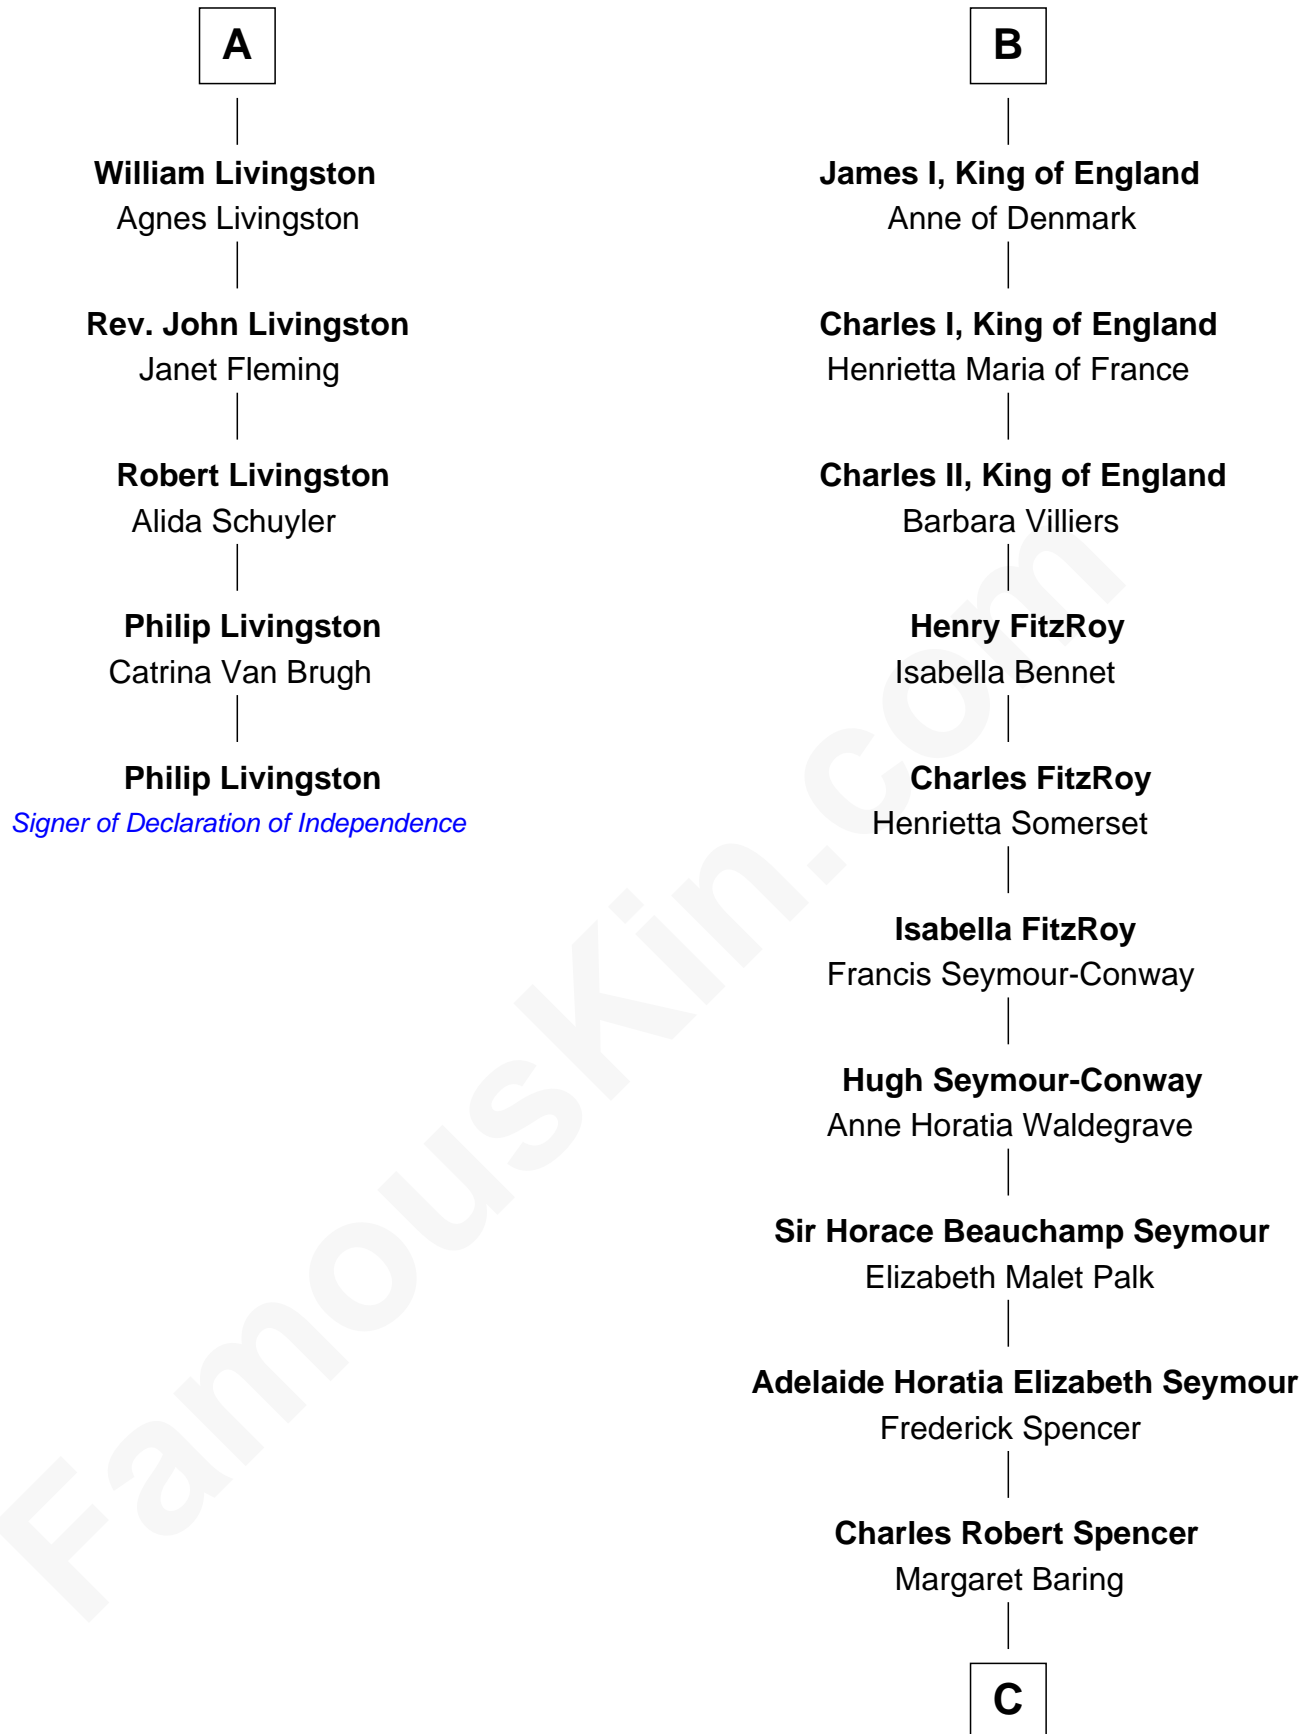 A
William Livingston
Agnes Livingston
Rev. John Livingston
Janet Fleming
Robert Livingston
Alida Schuyler
Philip Livingston
Catrina Van Brugh
Philip Livingston
Signer of Declaration of Independence
B
James I, King of England
Anne of Denmark
Charles I, King of England
Henrietta Maria of France
Charles II, King of England
Barbara Villiers
Henry FitzRoy
Isabella Bennet
Charles FitzRoy
Henrietta Somerset
Isabella FitzRoy
Francis Seymour-Conway
Hugh Seymour-Conway
Anne Horatia Waldegrave
Sir Horace Beauchamp Seymour
Elizabeth Malet Palk
Adelaide Horatia Elizabeth Seymour
Frederick Spencer
Charles Robert Spencer
Margaret Baring
C
FamousKin.com